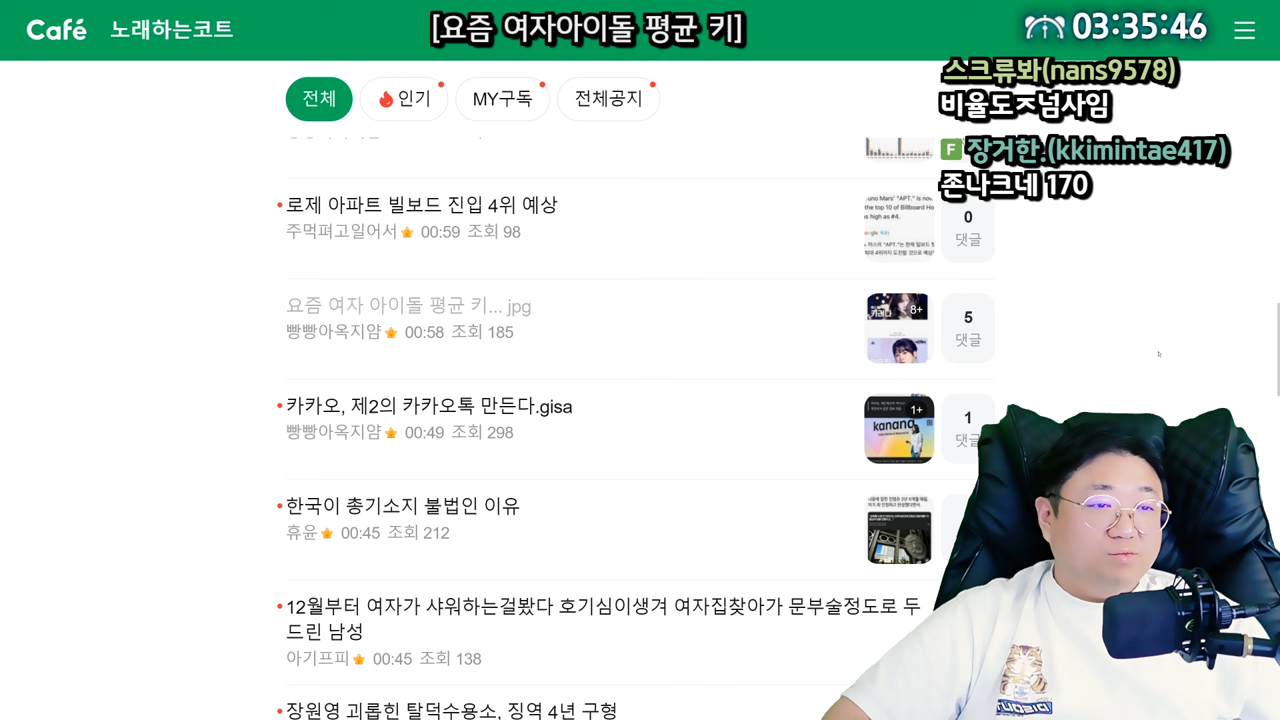 Café 노래하는코트
[요즘 여자아이돌 평균 키]
03:35:46
전체 인기 MY구독 전체공지
스크류봐(nans9578)
비율도ㅈ넘사임
F 장거한.(kkimintae417)
존나크네 170
로제 아파트 빌보드 진입 4위 예상
주먹펴고일어서 00:59 조회 98
0
댓글
요즘 여자 아이돌 평균 키... jpg
빵빵아옥지얌 00:58 조회 185
8+
5
댓글
카카오, 제2의 카카오톡 만든다.gisa
빵빵아옥지얌 00:49 조회 298
1+
kanana
1
댓글
한국이 총기소지 불법인 이유
휴윤 00:45 조회 212
12월부터 여자가 샤워하는걸봤다 호기심이생겨 여자집찾아가 문부술정도로 두
드린 남성
아기프피 00:45 조회 138
장원영 괴롭힌 탈덕수용소, 징역 4년 구형